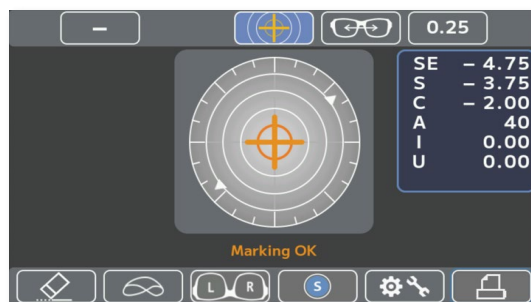 −
0.25
SE − 4.75
S − 3.75
C − 2.00
A 40
I 0.00
U 0.00
Marking OK
L R
S